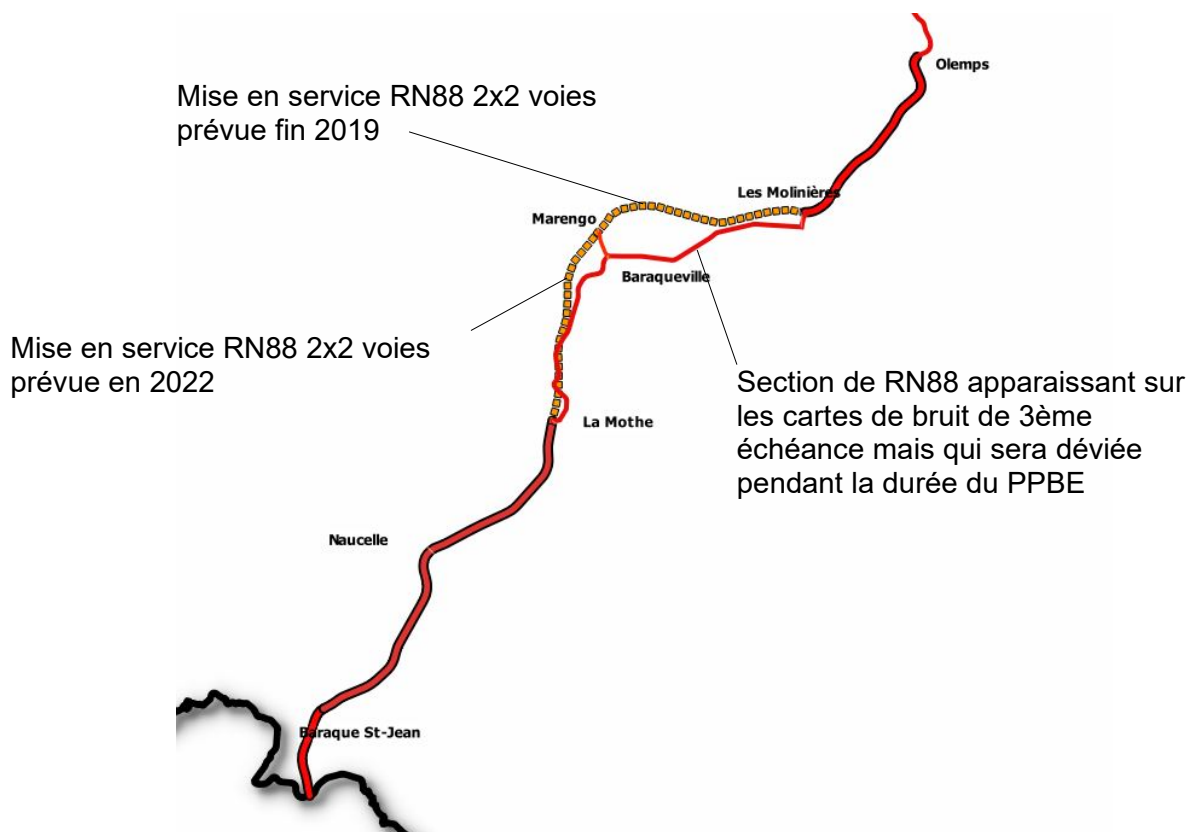 Olemps
Mise en service RN88 2x2 voies
prévue fin 2019
Les Molinières
Marengo
Baraqueville
Mise en service RN88 2x2 voies
prévue en 2022
Section de RN88 apparaissant sur
les cartes de bruit de 3ème
échéance mais qui sera déviée
pendant la durée du PPBE
La Mothe
Naucelle
Baraque St-Jean